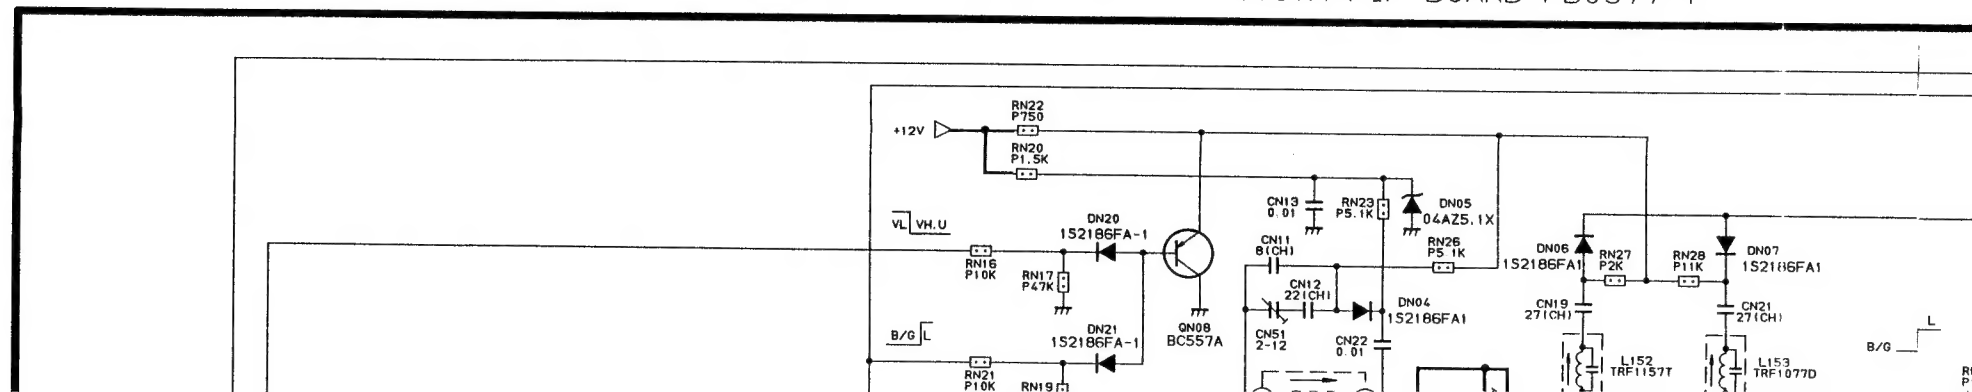 RN22
P750
+12V
RN20
P1.5K
CN13
0.01
RN23
P5.1K
DN05
04AZ5.1X
VL VH.U
DN20
1S2186FA-1
CN11
8(CH)
RN26
P5.1K
DN06
1S2186FA1
RN27
P2K
RN28
P11K
DN07
1S2186FA1
RN16
P10K
RN17
P47K
CN12
22(CH)
DN04
1S2186FA1
CN19
27(CH)
CN21
27(CH)
B/G L
DN21
1S2186FA-1
QN08
BC557A
CN51
2-12
CN22
0.01
L
B/G
L152
TRF1157T
L153
TRF1077D
RN21
P10K
RN19